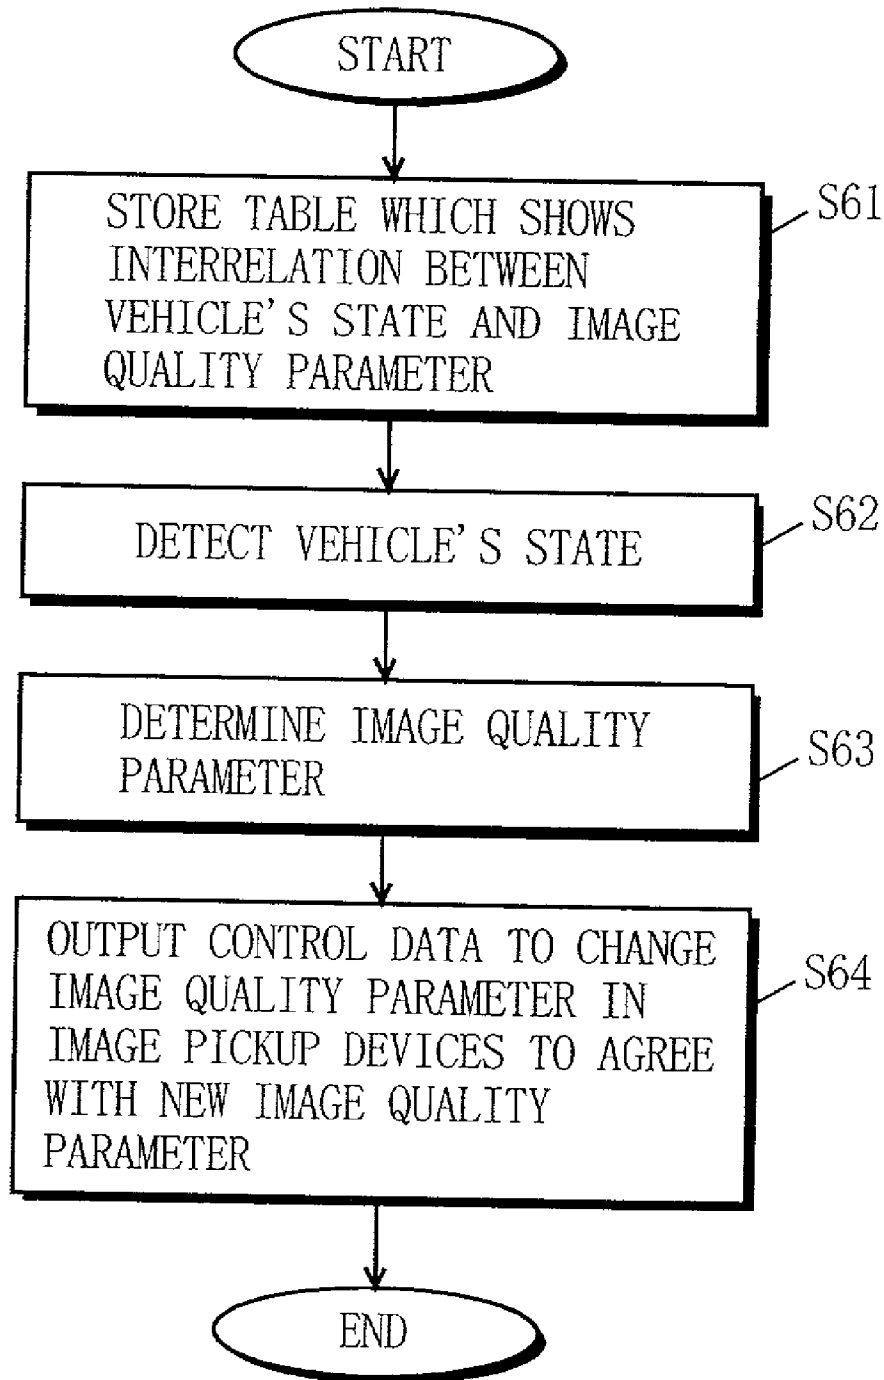 START
STORE TABLE WHICH SHOWS
INTERRELATION BETWEEN
VEHICLE'S STATE AND IMAGE
QUALITY PARAMETER
S61
DETECT VEHICLE'S STATE
S62
DETERMINE IMAGE QUALITY
PARAMETER
S63
OUTPUT CONTROL DATA TO CHANGE
IMAGE QUALITY PARAMETER IN
IMAGE PICKUP DEVICES TO AGREE
WITH NEW IMAGE QUALITY
PARAMETER
S64
END